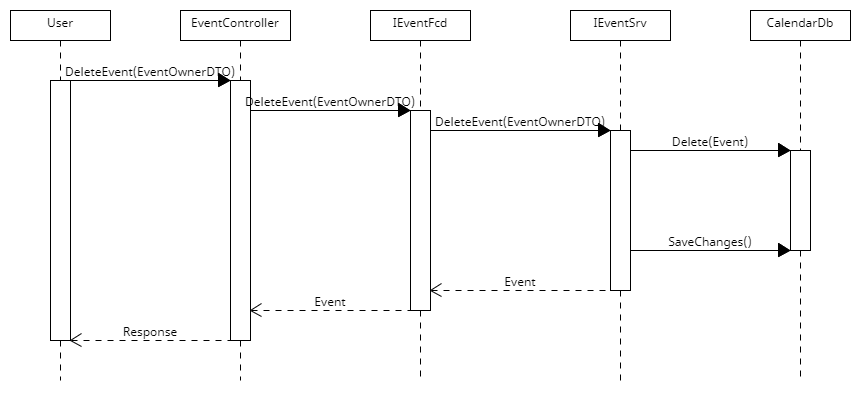 User
EventController
IEventFcd
IEventSrv
CalendarDb
DeleteEvent(EventOwnerDTO)
DeleteEvent(EventOwnerDTO)
DeleteEvent(EventOwnerDTO)
Delete(Event)
SaveChanges()
Event
Event
Response